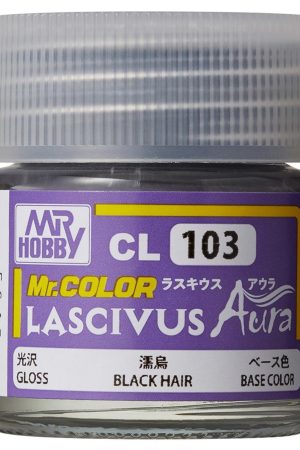 MR HOBBY
CL 103
Mr.COLOR ラスキウス アウラ
LASCIVUS Aura
光沢 濡烏 ベース色
GLOSS BLACK HAIR BASE COLOR